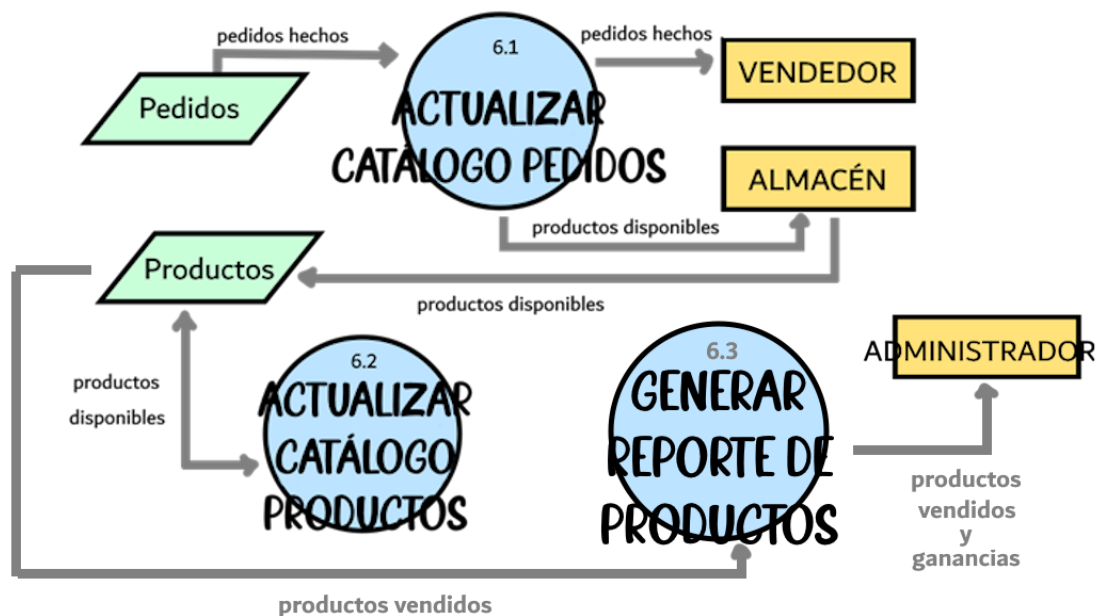 pedidos hechos
6.1
pedidos hechos
Pedidos
ACTUALIZAR
CATÁLOGO PEDIDOS
VENDEDOR
ALMACÉN
productos disponibles
Productos
productos disponibles
productos
disponibles
6.2
ACTUALIZAR
CATÁLOGO
PRODUCTOS
6.3
GENERAR
REPORTE DE
PRODUCTOS
ADMINISTRADOR
productos
vendidos
y
ganancias
productos vendidos